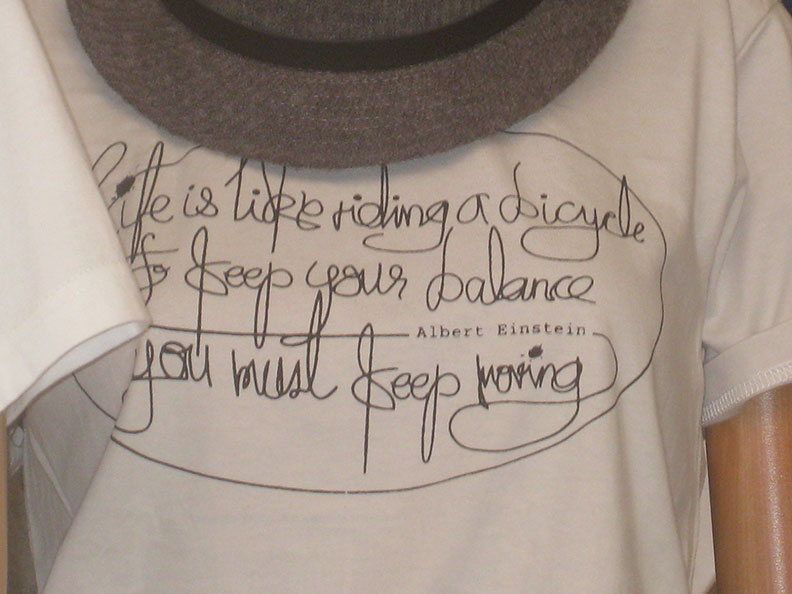 Life is like riding a bicycle
To keep your balance
Albert Einstein
you must keep moving